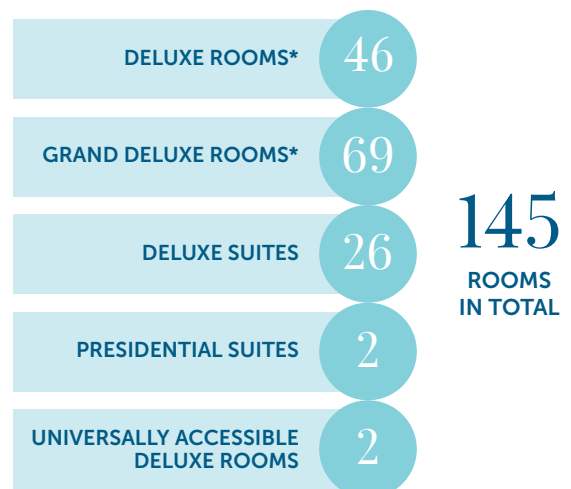 DELUXE ROOMS* 46
GRAND DELUXE ROOMS* 69
DELUXE SUITES 26
PRESIDENTIAL SUITES 2
UNIVERSALLY ACCESSIBLE
DELUXE ROOMS 2
145
ROOMS
IN TOTAL